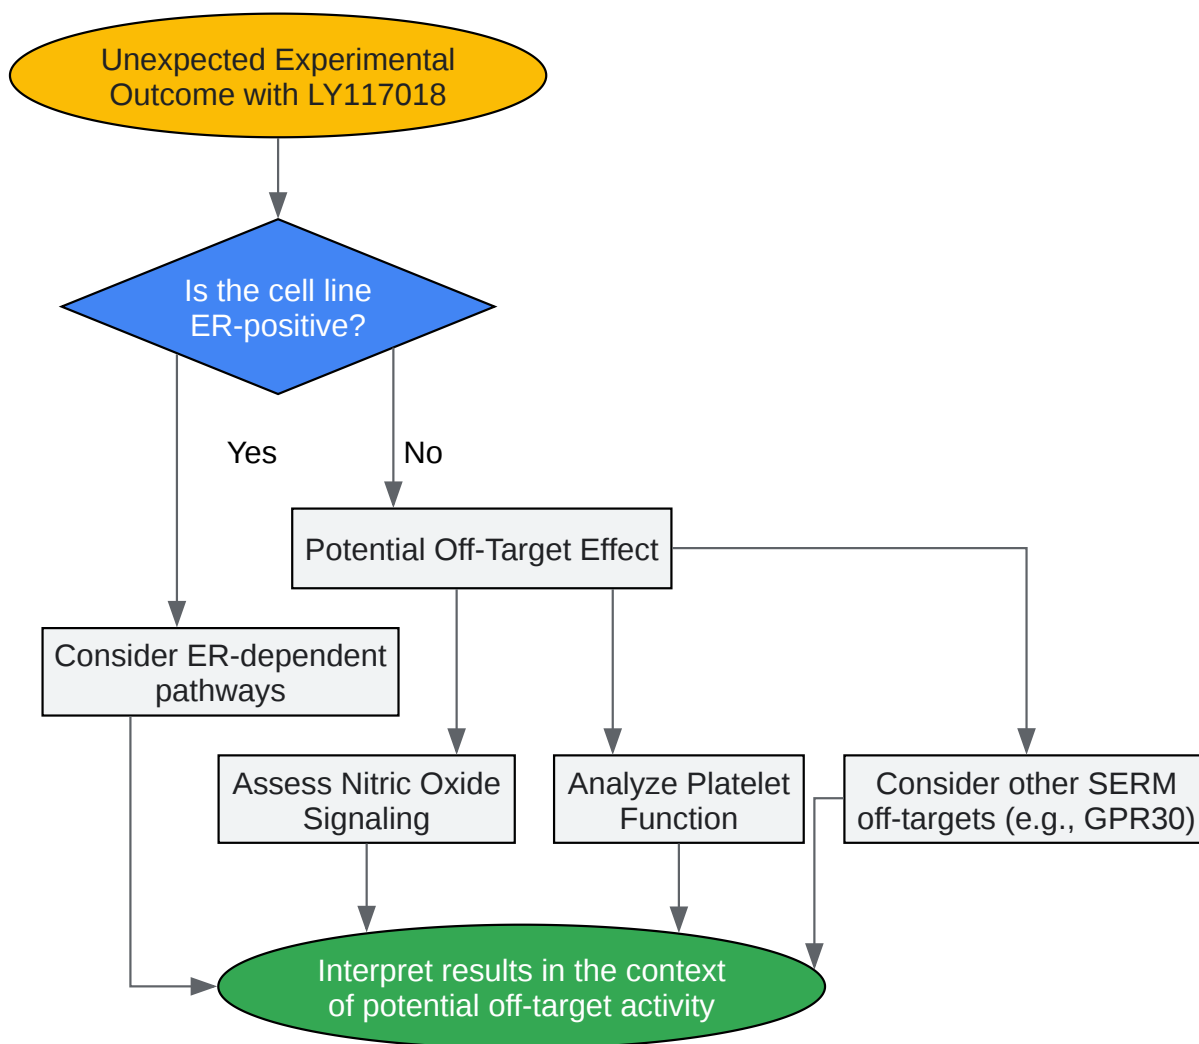 Unexpected Experimental
Outcome with LY117018
Is the cell line
ER-positive?
Yes
No
Potential Off-Target Effect
Consider ER-dependent
pathways
Assess Nitric Oxide
Signaling
Analyze Platelet
Function
Consider other SERM
off-targets (e.g., GPR30)
Interpret results in the context
of potential off-target activity